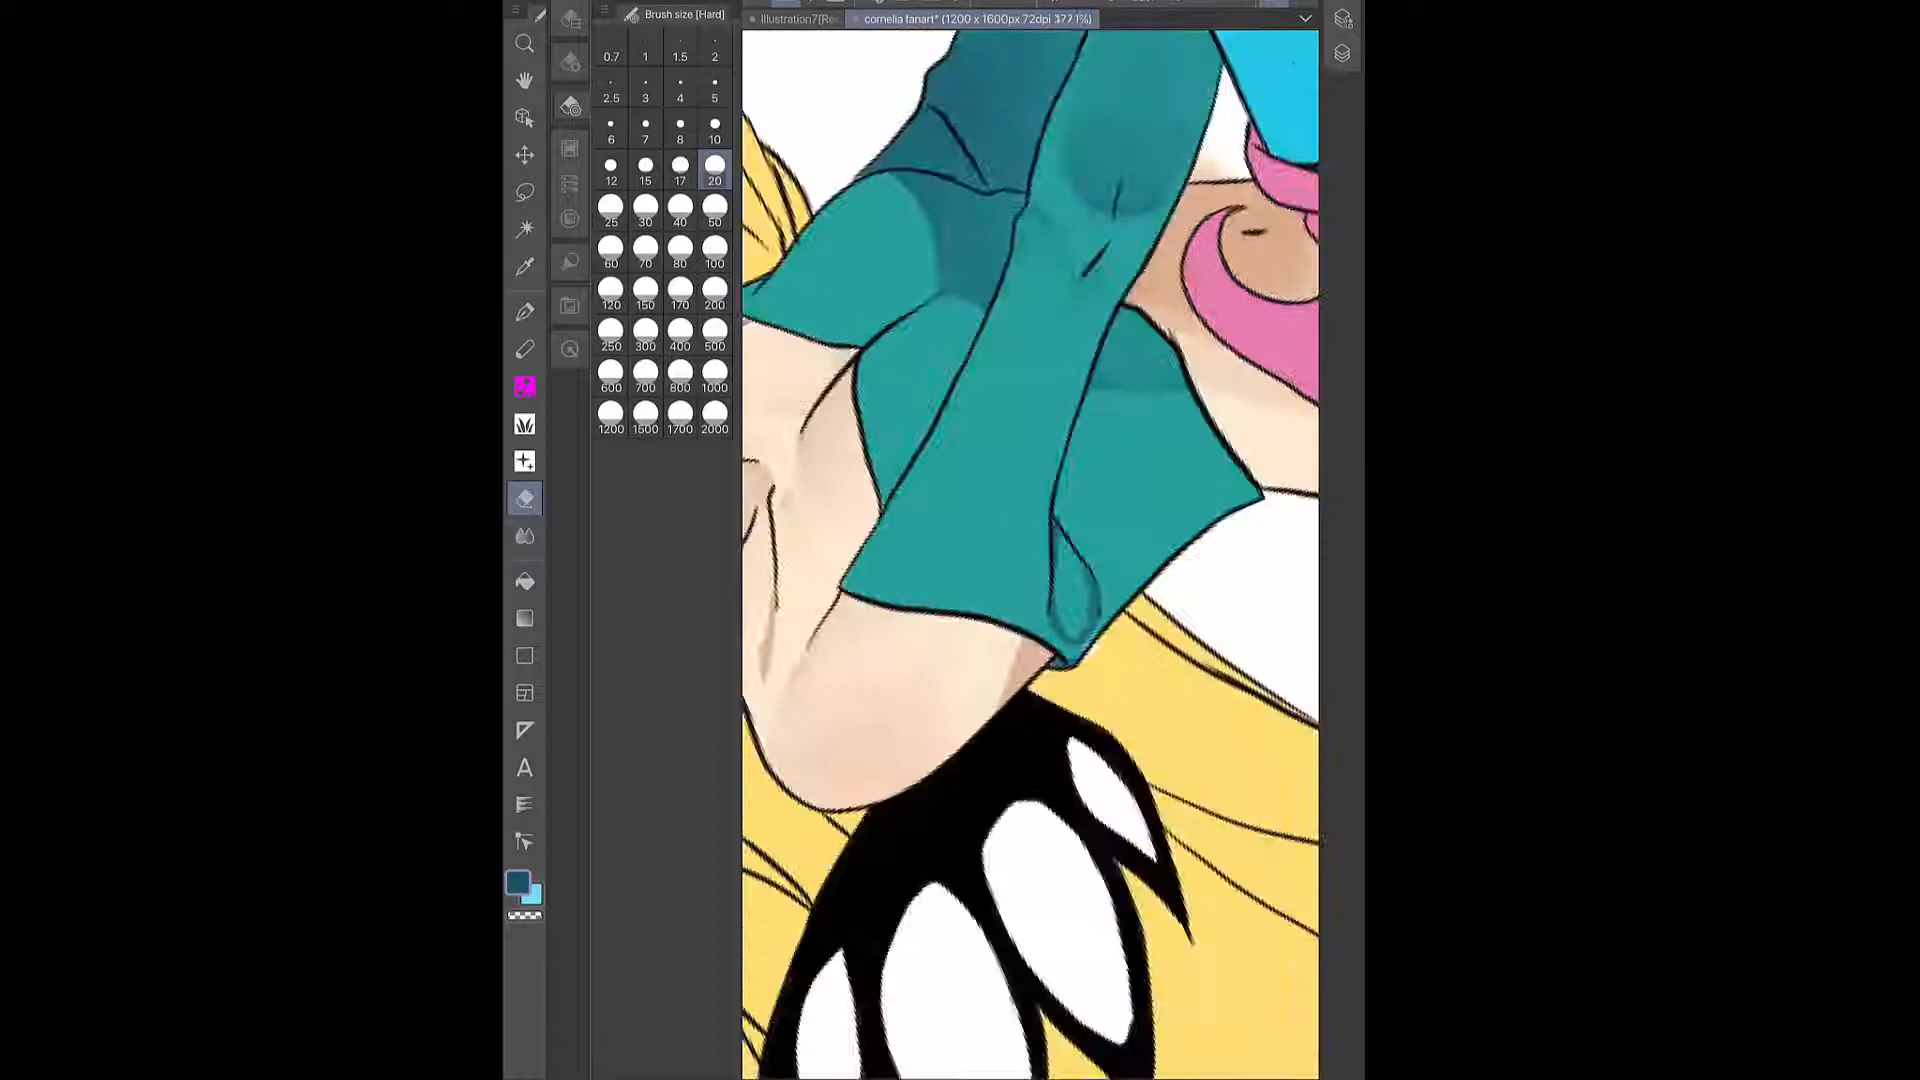 Brush size [Hard]
Illustration7[Res
cornelia fanart* (1200 x 1600px 72dpi 377.1%)
0.7 1 1.5 2
2.5 3 4 5
6 7 8 10
12 15 17 20
25 30 40 50
60 70 80 100
120 150 170 200
250 300 400 500
600 700 800 1000
1200 1500 1700 2000
A